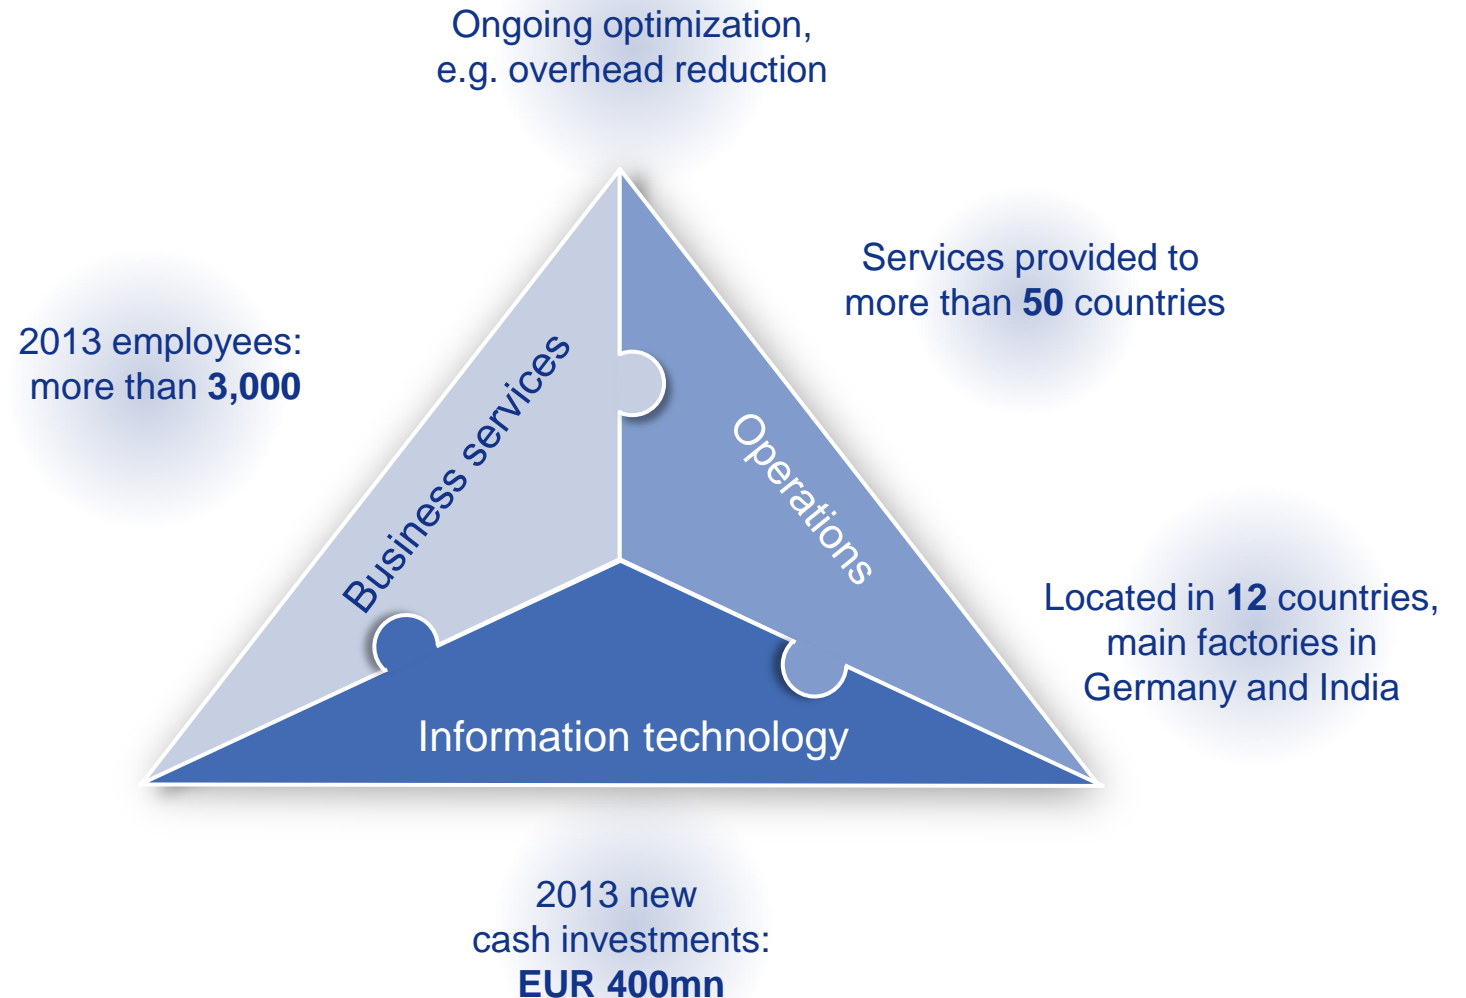 Ongoing optimization,
e.g. overhead reduction
Services provided to
more than 50 countries
2013 employees:
more than 3,000
Business services
Operations
Located in 12 countries,
main factories in
Germany and India
Information technology
2013 new
cash investments:
EUR 400mn